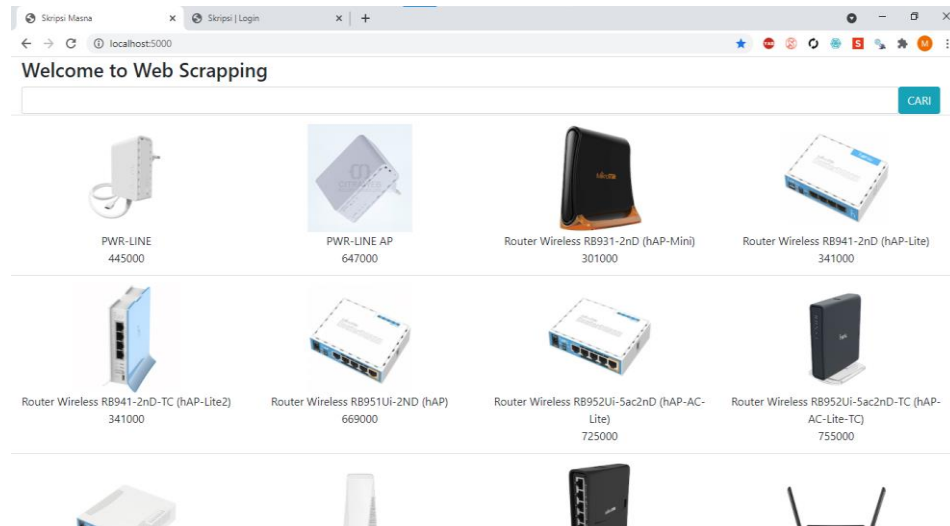 Skripsi Masna
Skripsi | Login
localhost:5000
Welcome to Web Scrapping
CARI
PWR-LINE
445000
PWR-LINE AP
647000
Router Wireless RB931-2nD (hAP-Mini)
301000
Router Wireless RB941-2nD (hAP-Lite)
341000
Router Wireless RB941-2nD-TC (hAP-Lite2)
341000
Router Wireless RB951Ui-2ND (hAP)
669000
Router Wireless RB952Ui-5ac2nD (hAP-AC-
Lite)
725000
Router Wireless RB952Ui-5ac2nD-TC (hAP-
AC-Lite-TC)
755000